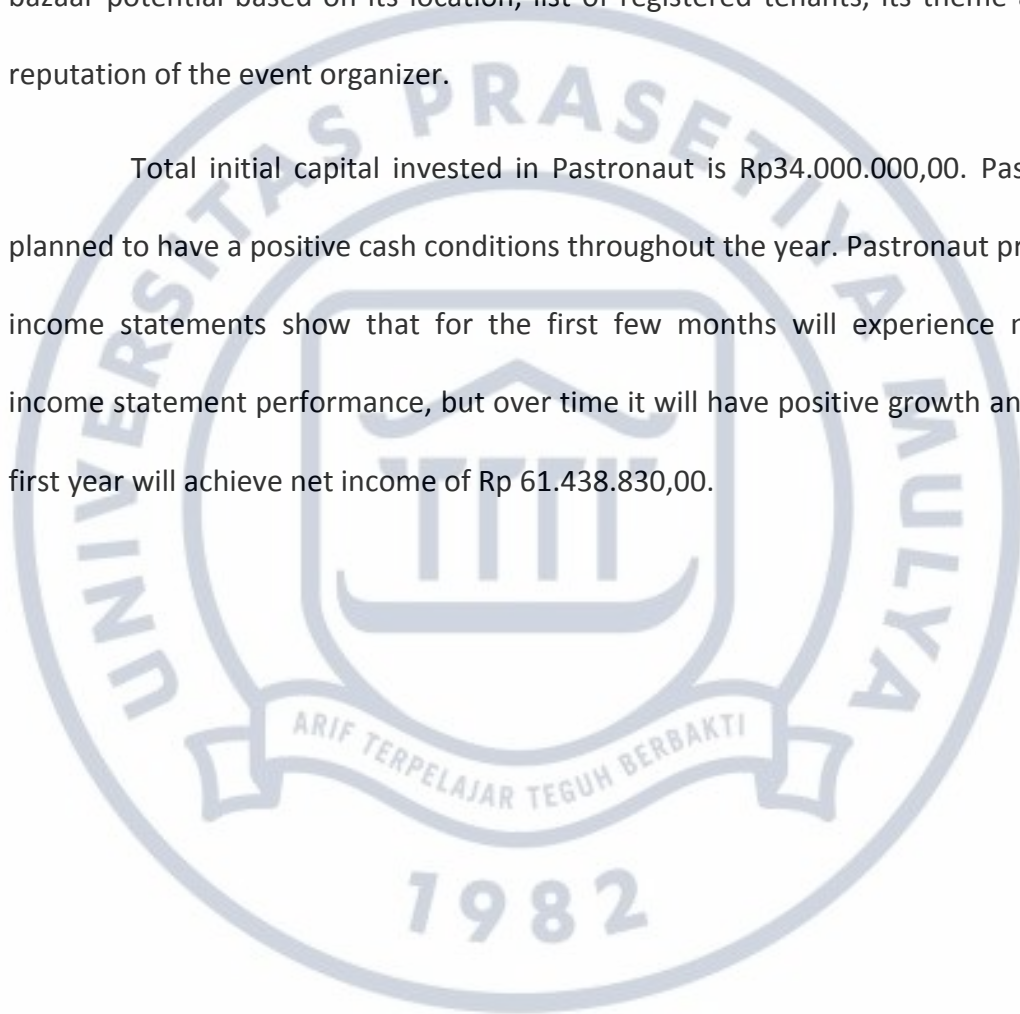 bazaar potential based on its location, list of registered tenants, its theme
reputation of the event organizer.
Total initial capital invested in Pastronaut is Rp34.000.000,00.
planned to have a positive cash conditions throughout the year. Pastronaut
income statements show that for the first few months will experience
income statement performance, but over time it will have positive growth
first year will achieve net income of Rp 61.438.830,00.
UNIVERSITAS PRASETIYA MULYA
ARIF TERPELAJAR TEGUH BERBAKTI
1982